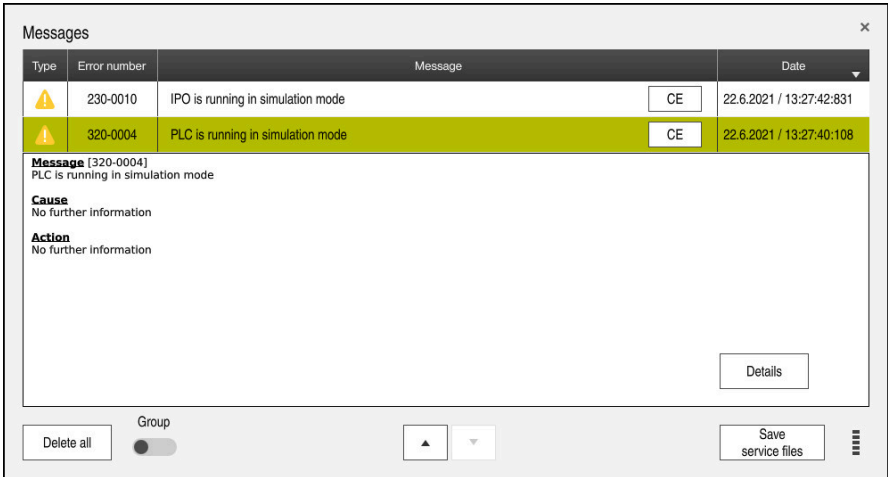 Messages ×
Type Error number Message Date
230-0010 IPO is running in simulation mode CE 22.6.2021 / 13:27:42:831
320-0004 PLC is running in simulation mode CE 22.6.2021 / 13:27:40:108
Message [320-0004]
PLC is running in simulation mode
Cause
No further information
Action
No further information
Details
Group
Delete all
Save
service files